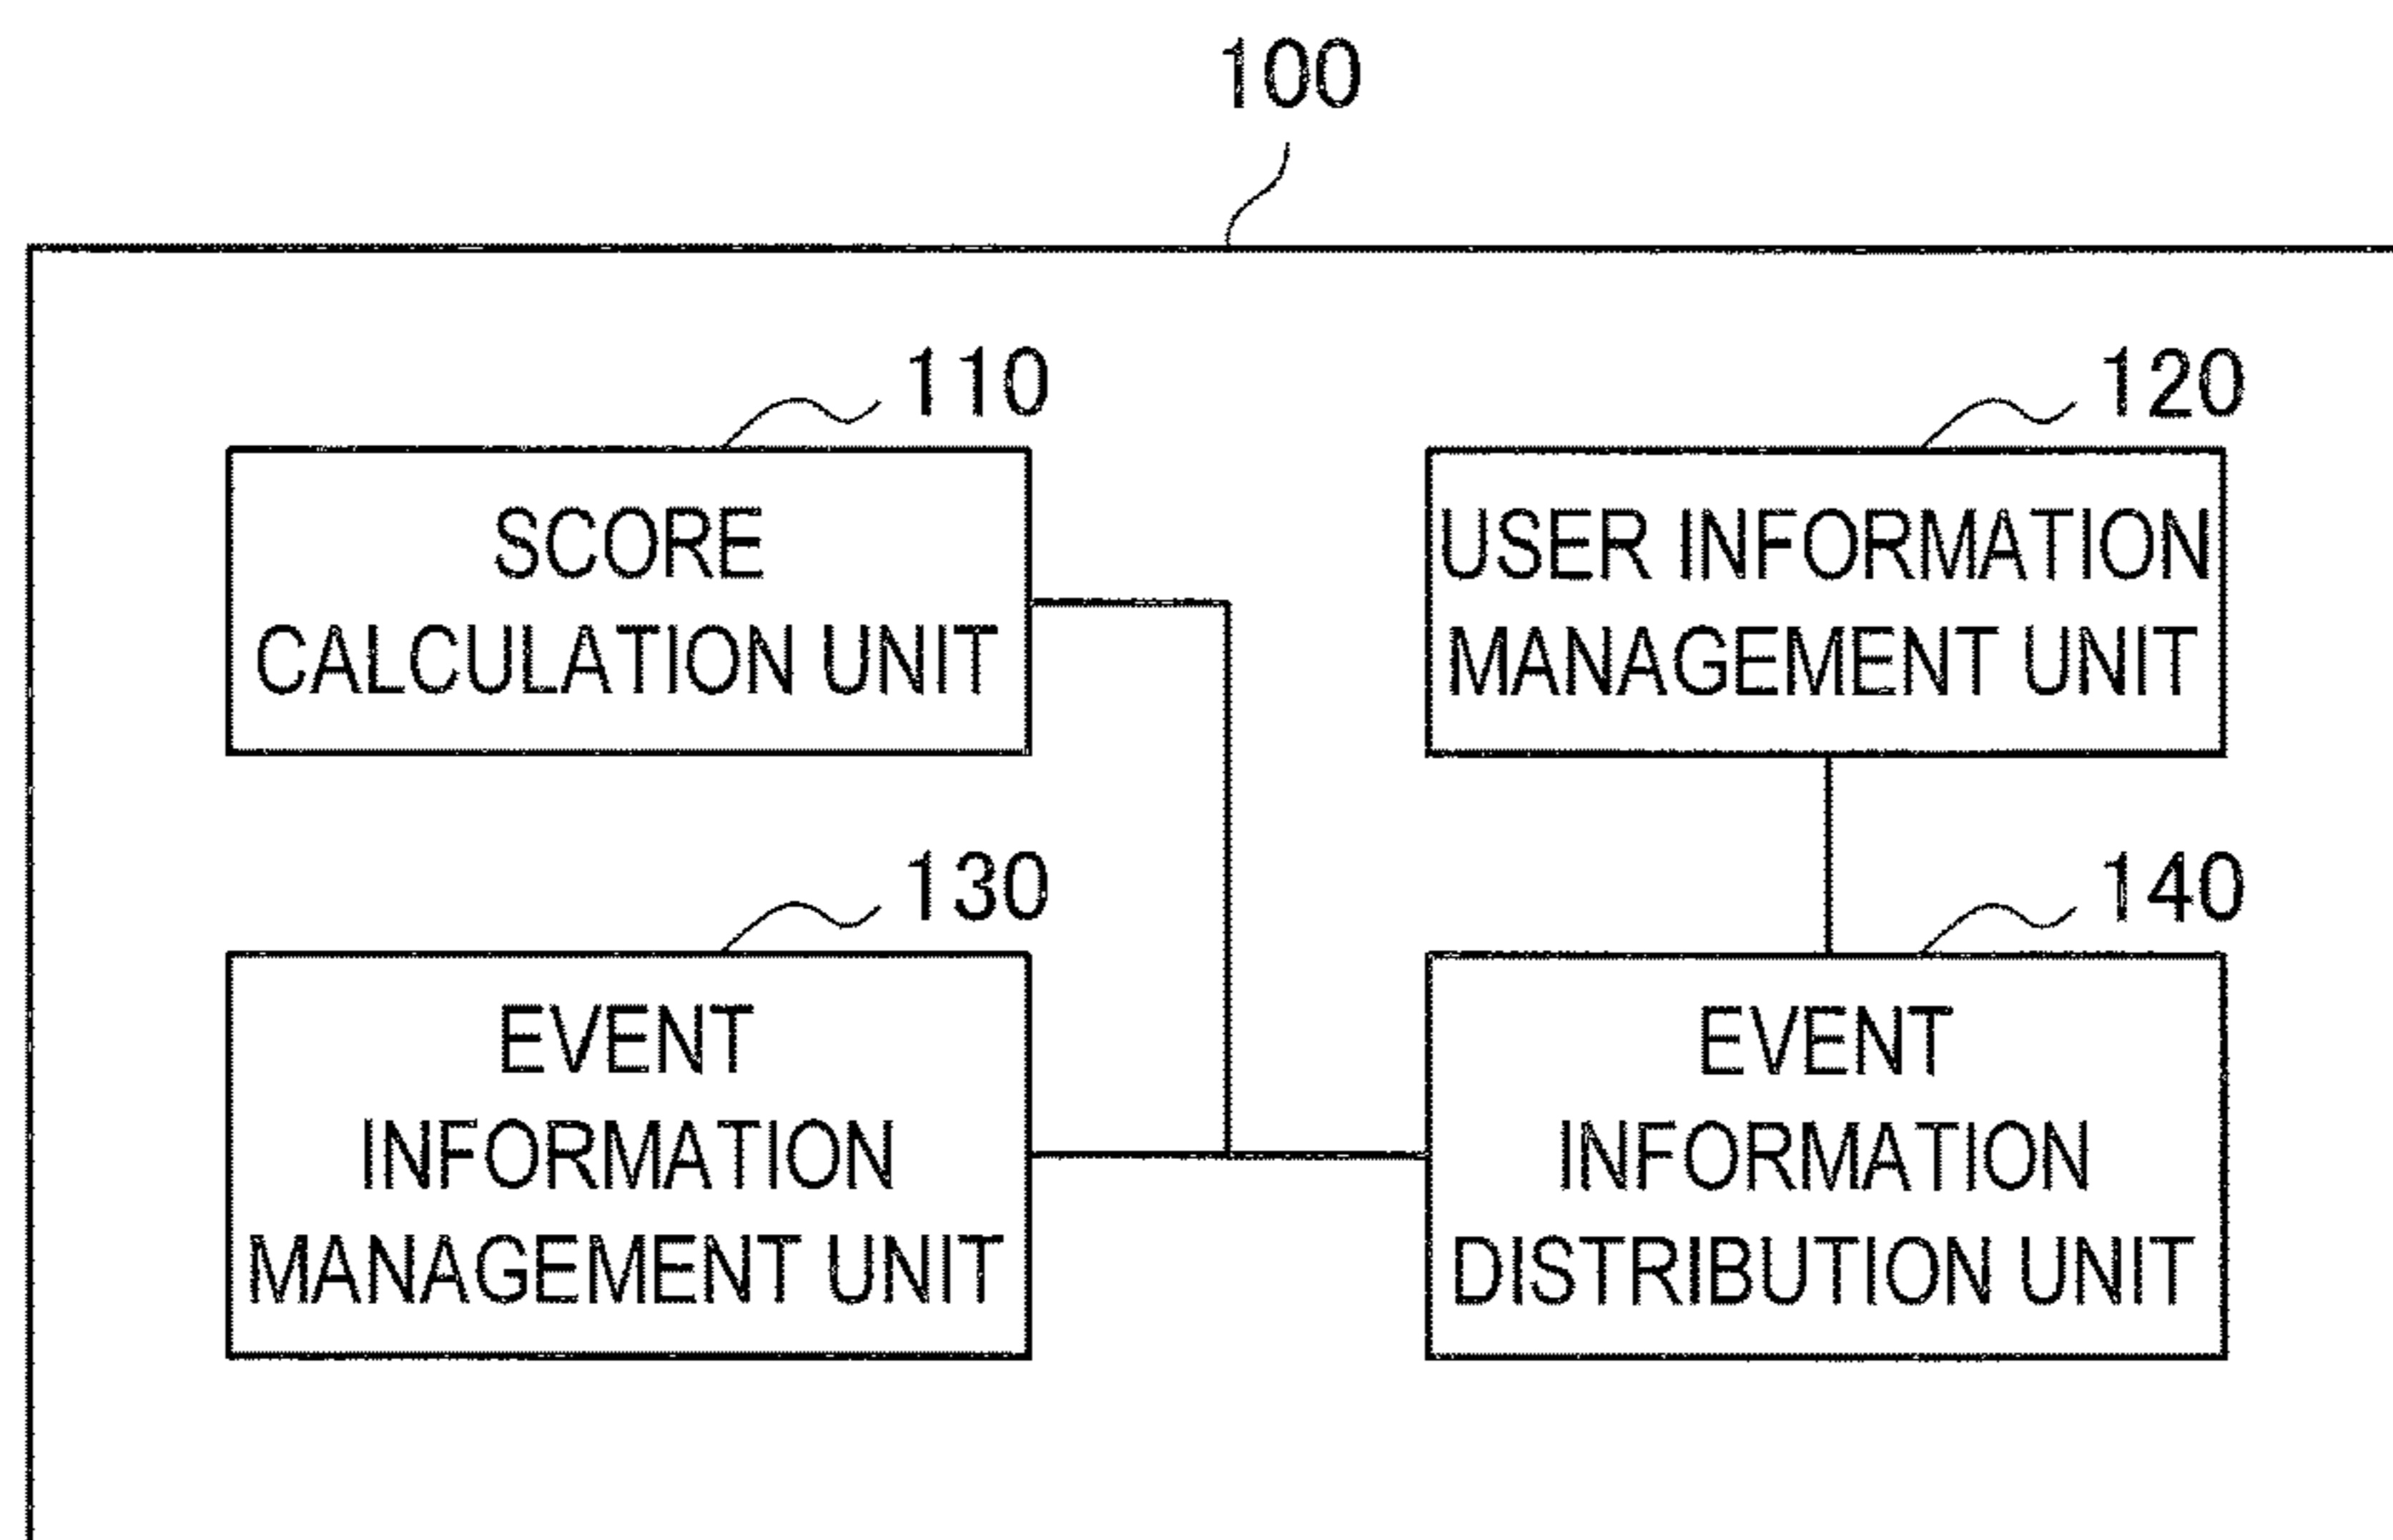 100
110
SCORE
CALCULATION UNIT
120
USER INFORMATION
MANAGEMENT UNIT
130
EVENT
INFORMATION
MANAGEMENT UNIT
140
EVENT
INFORMATION
DISTRIBUTION UNIT